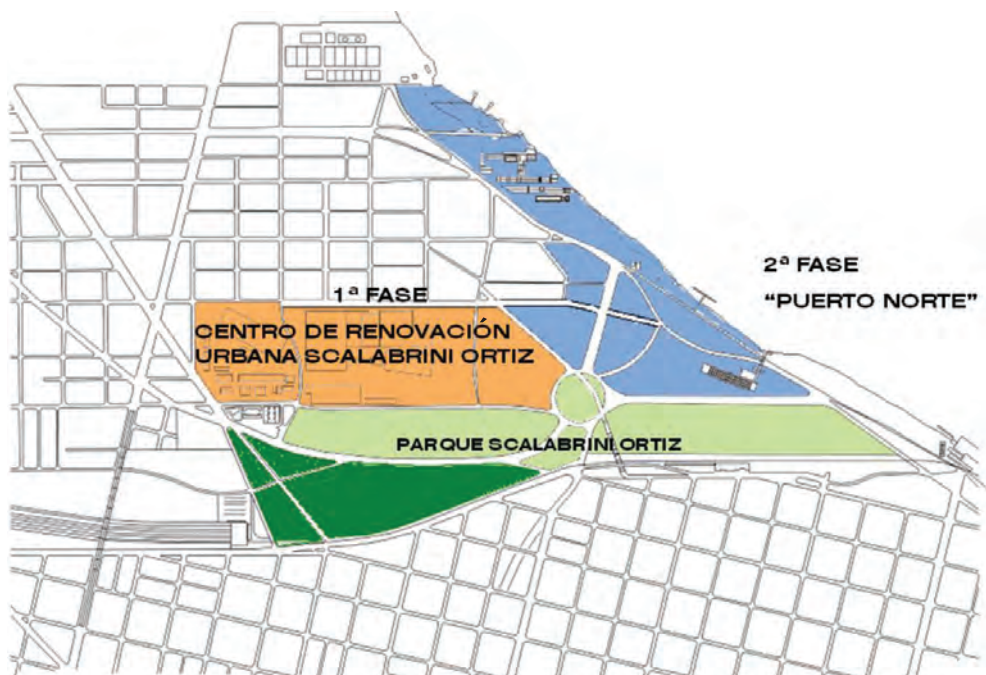 1ª FASE
CENTRO DE RENOVACIÓN
URBANA SCALABRINI ORTIZ
2ª FASE
“PUERTO NORTE”
PARQUE SCALABRINI ORTIZ